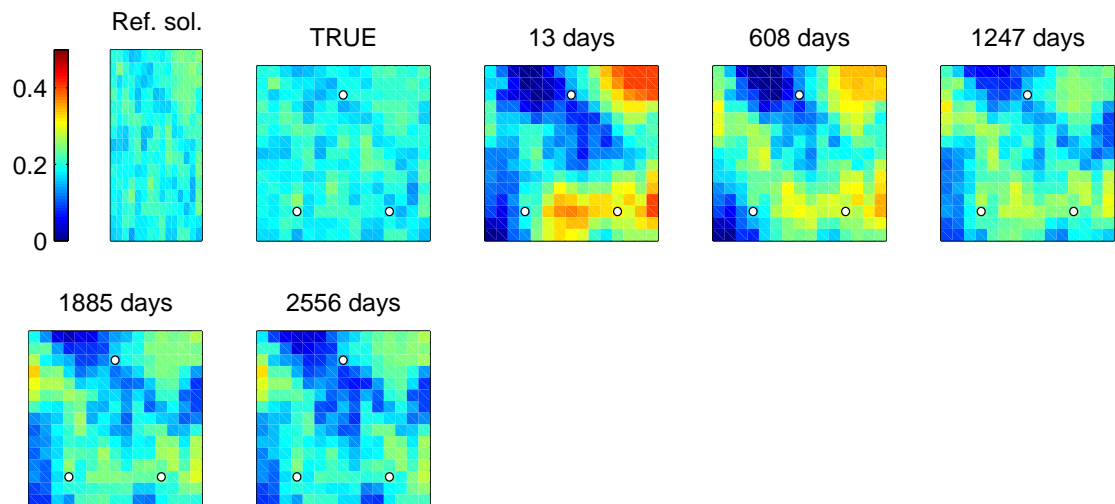 Ref. sol.
TRUE
13 days
608 days
1247 days
0.4
0.2
0
1885 days
2556 days